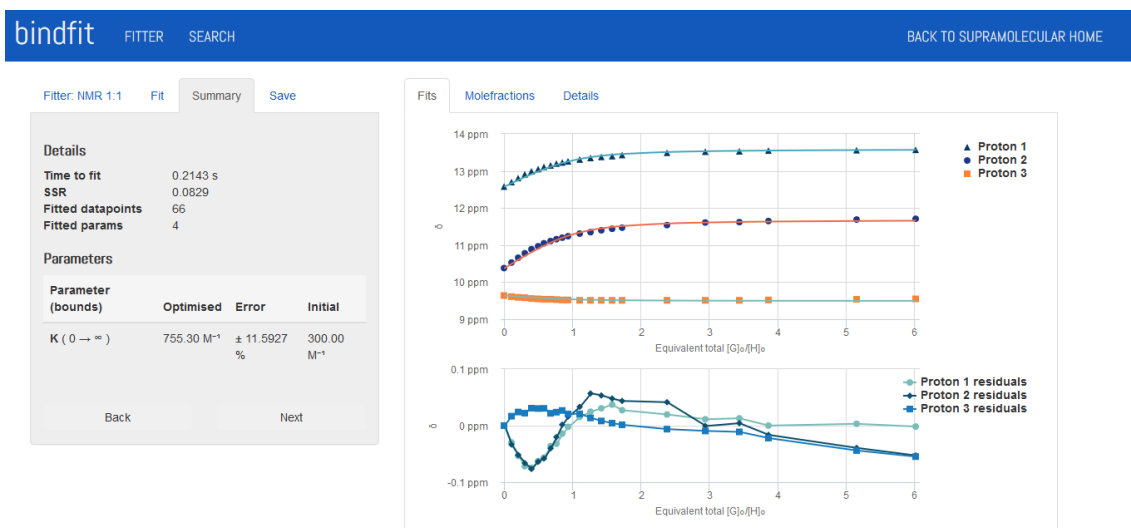 bindfit FITTER SEARCH BACK TO SUPRAMOLECULAR HOME
Fitter: NMR 1:1 Fit Summary Save
Details
Time to fit 0.2143 s
SSR 0.0829
Fitted datapoints 66
Fitted params 4
Parameters
Parameter
(bounds) Optimised Error Initial
K ( 0 → ∞ ) 755.30 M⁻¹ ± 11.5927 300.00
% M⁻¹
Back Next
Fits Molefractions Details
14 ppm
13 ppm
12 ppm
11 ppm
10 ppm
9 ppm
δ
0 1 2 3 4 5 6
Equivalent total [G]₀/[H]₀
Proton 1
Proton 2
Proton 3
0.1 ppm
0 ppm
-0.1 ppm
δ
0 1 2 3 4 5 6
Equivalent total [G]₀/[H]₀
Proton 1 residuals
Proton 2 residuals
Proton 3 residuals